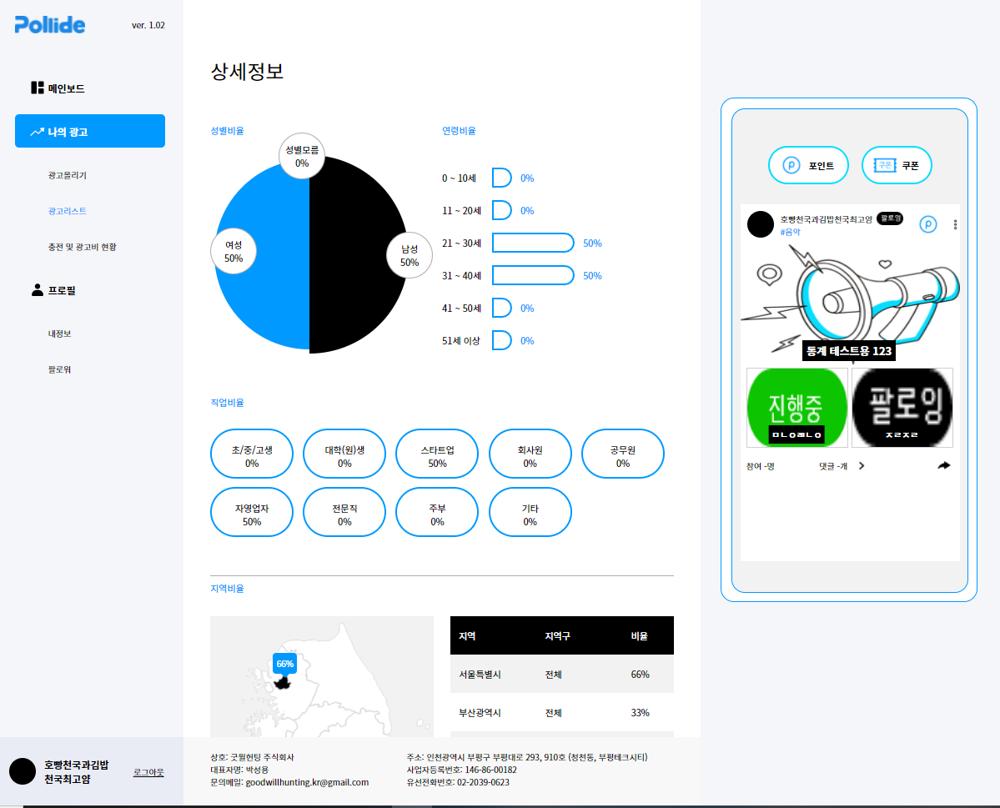 Pollide
ver. 1.02
메인보드
나의 광고
광고올리기
광고리스트
충전 및 광고비 현황
프로필
내정보
팔로워
호빵천국과김밥
천국최고얌
로그아웃
상세정보
성별비율
성별모름
0%
여성
50%
남성
50%
연령비율
0 ~ 10세 0%
11 ~ 20세 0%
21 ~ 30세 50%
31 ~ 40세 50%
41 ~ 50세 0%
51세 이상 0%
직업비율
초/중/고생
0%
대학(원)생
0%
스타트업
50%
회사원
0%
공무원
0%
자영업자
50%
전문직
0%
주부
0%
기타
0%
지역비율
66%
지역 지역구 비율
서울특별시 전체 66%
부산광역시 전체 33%
상호: 굿윌헌팅 주식회사
대표자명: 박성용
문의메일: goodwillhunting.kr@gmail.com
주소: 인천광역시 부평구 부평대로 293, 910호 (청천동, 부평테크시티)
사업자등록번호: 146-86-00182
유선전화번호: 02-2039-0623
포인트
쿠폰 쿠폰
호빵천국과김밥천국최고얌 팔로잉
#음악
통계 테스트용 123
진행중
ㅁㄴㅇ렘ㄴㅇ
팔로잉
ㅈㄹㅈㄹ
참여 -명 댓글 -개